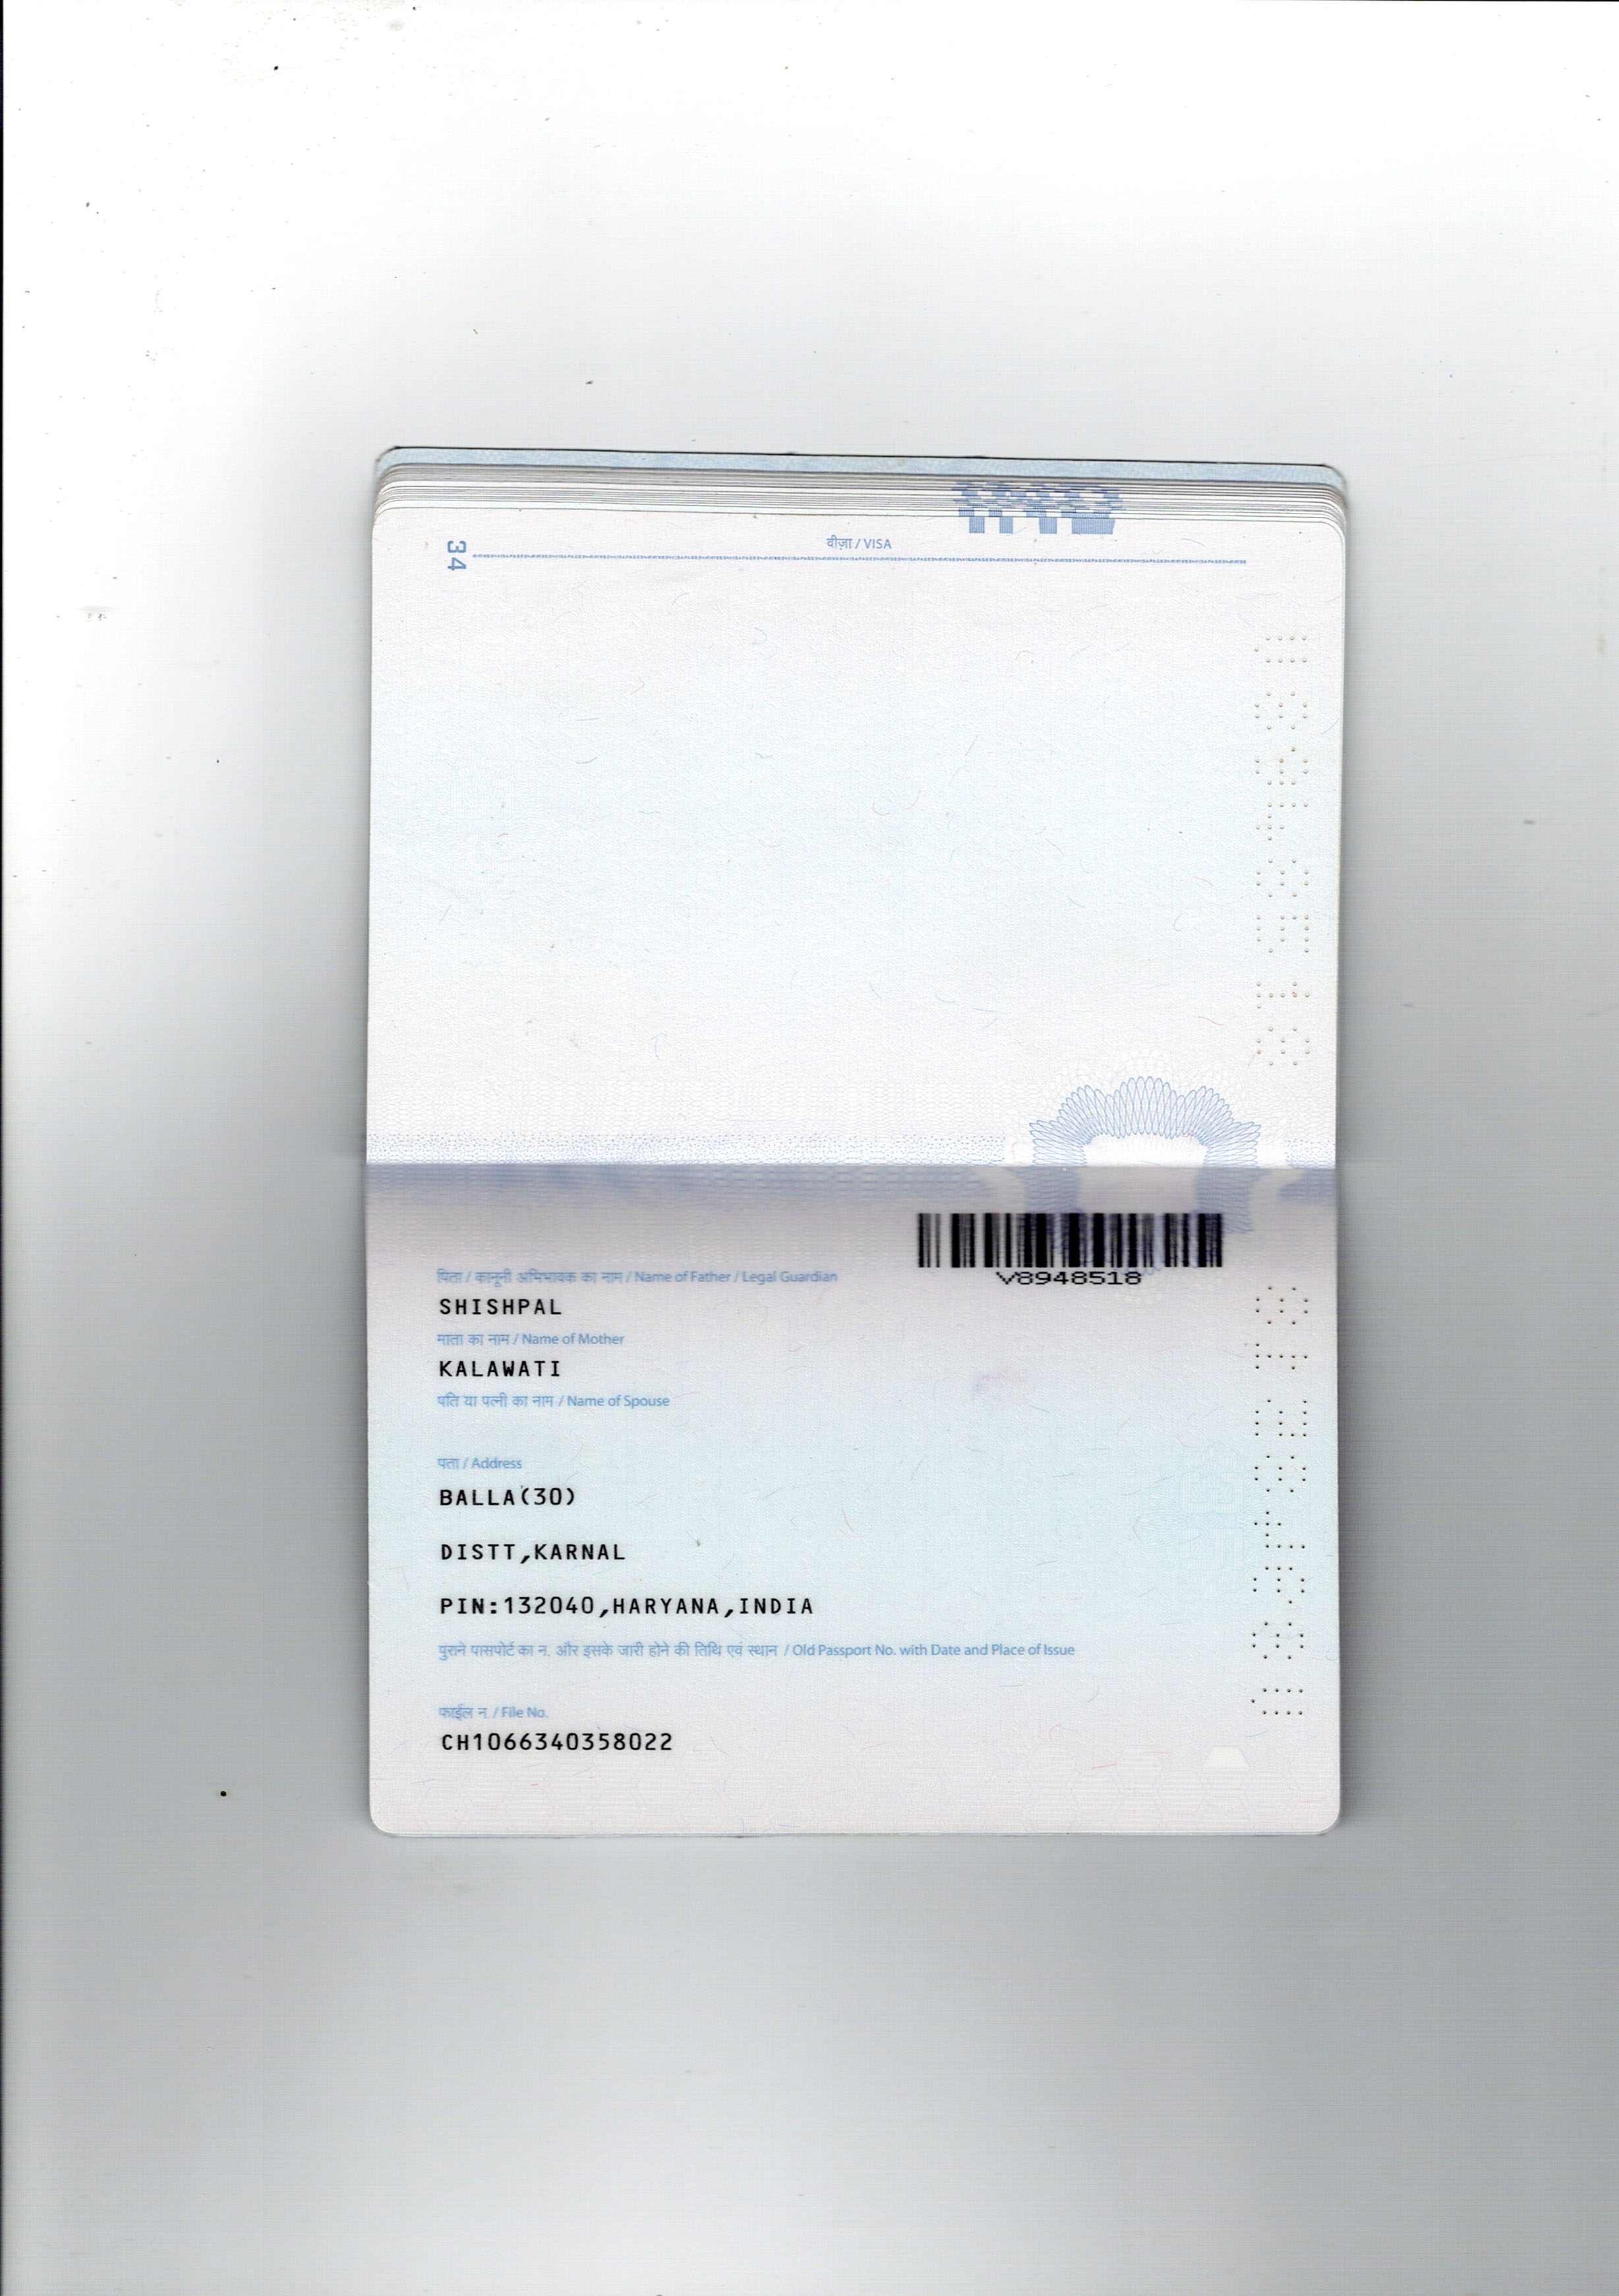 34
वीज़ा / VISA
V8948518
पिता / कानूनी अभिभावक का नाम / Name of Father / Legal Guardian
SHISHPAL
माता का नाम / Name of Mother
KALAWATI
पति या पत्नी का नाम / Name of Spouse
पता / Address
BALLA(30)
DISTT,KARNAL
PIN:132040,HARYANA,INDIA
पुराने पासपोर्ट का न. और इसके जारी होने की तिथि एवं स्थान / Old Passport No. with Date and Place of Issue
फाईल न. / File No.
CH1066340358022